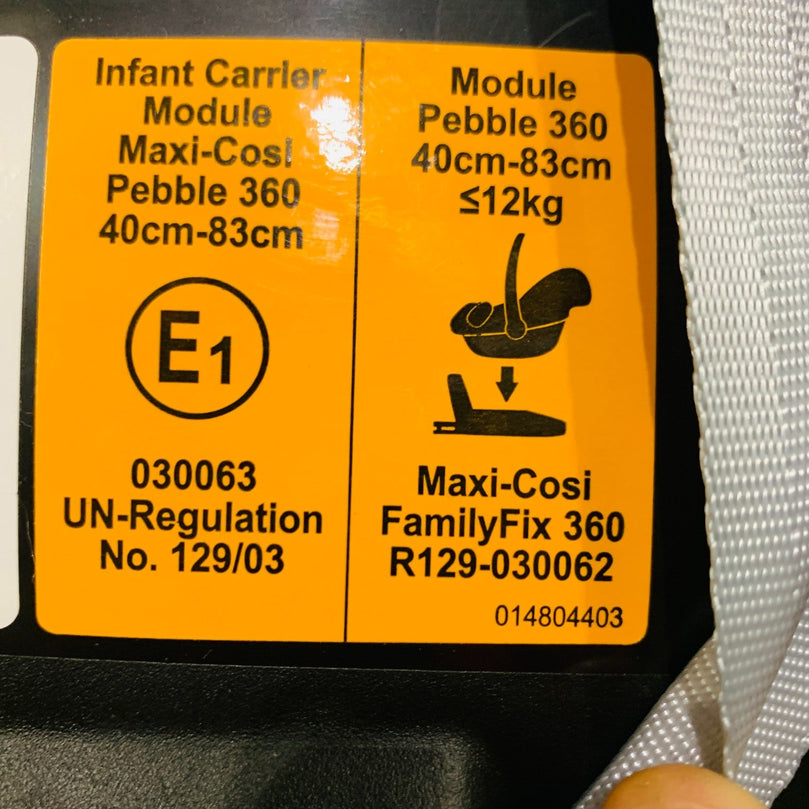 Infant Carrier
Module
Maxi-Cosi
Pebble 360
40cm-83cm
E1
030063
UN-Regulation
No. 129/03
Module
Pebble 360
40cm-83cm
≤12kg
Maxi-Cosi
FamilyFix 360
R129-030062
014804403